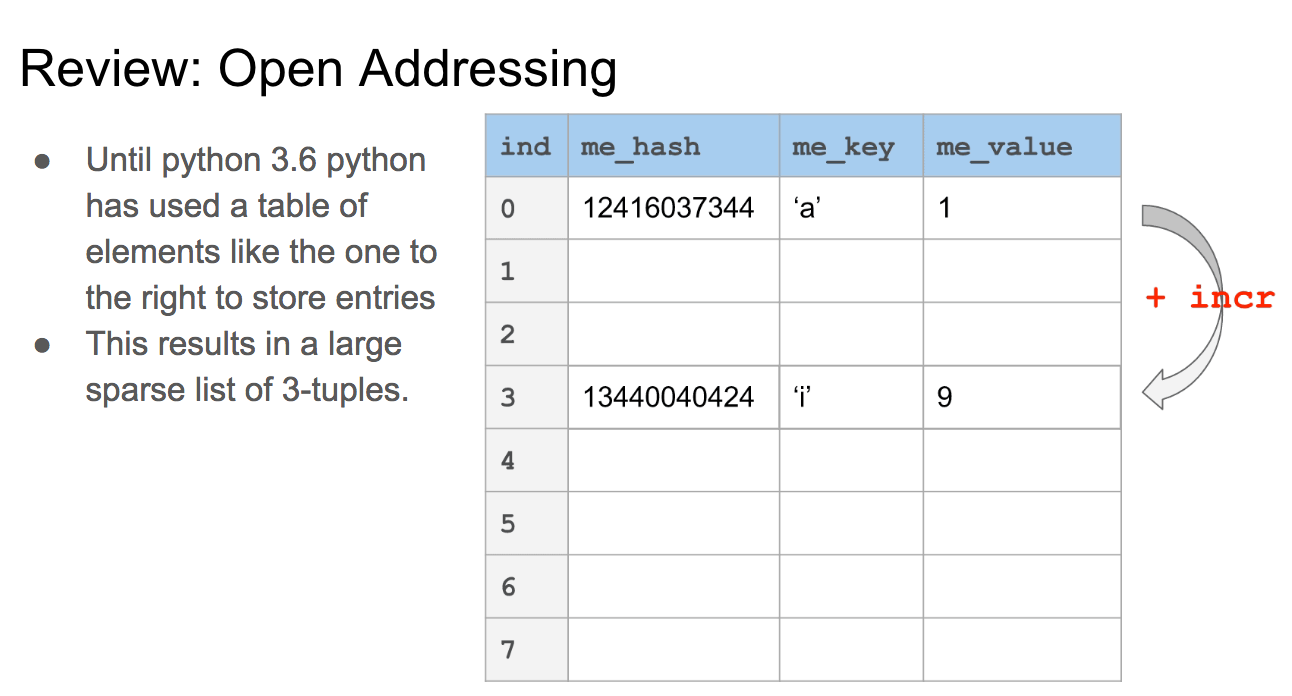 Review: Open Addressing
● Until python 3.6 python
has used a table of
elements like the one to
the right to store entries
● This results in a large
sparse list of 3-tuples.
ind me_hash me_key me_value
0 12416037344 ‘a’ 1
1
2
3 13440040424 ‘i’ 9
4
5
6
7
+ incr